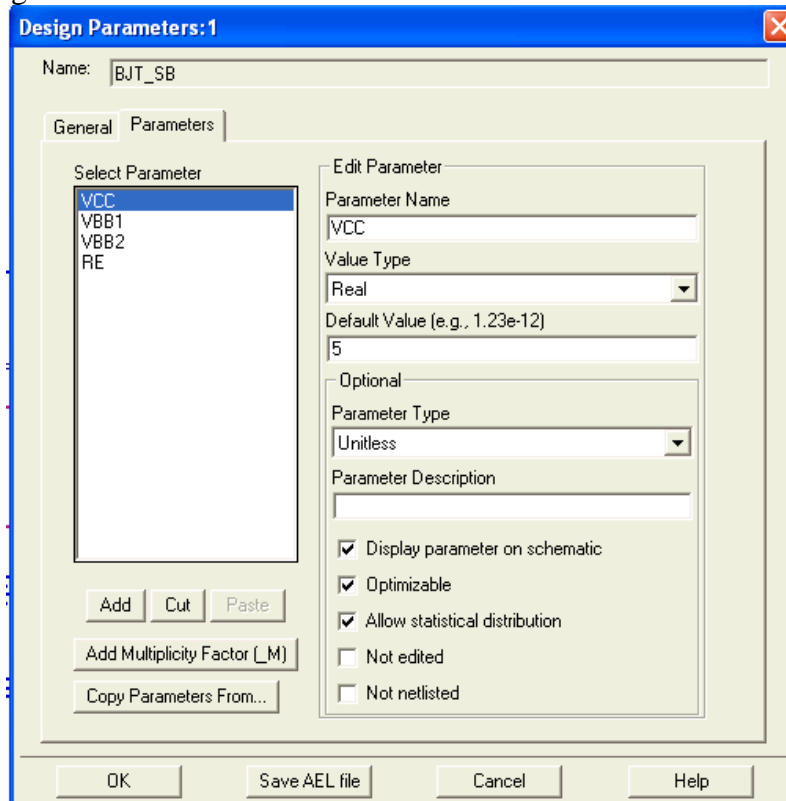 Design Parameters:1
Name: BJT_SB
General Parameters
Select Parameter
VCC
VBB1
VBB2
RE
Add Cut Paste
Add Multiplicity Factor (_M)
Copy Parameters From...
Edit Parameter
Parameter Name
VCC
Value Type
Real
Default Value (e.g., 1.23e-12)
5
Optional
Parameter Type
Unitless
Parameter Description
Display parameter on schematic
Optimizable
Allow statistical distribution
Not edited
Not netlisted
OK Save AEL file Cancel Help